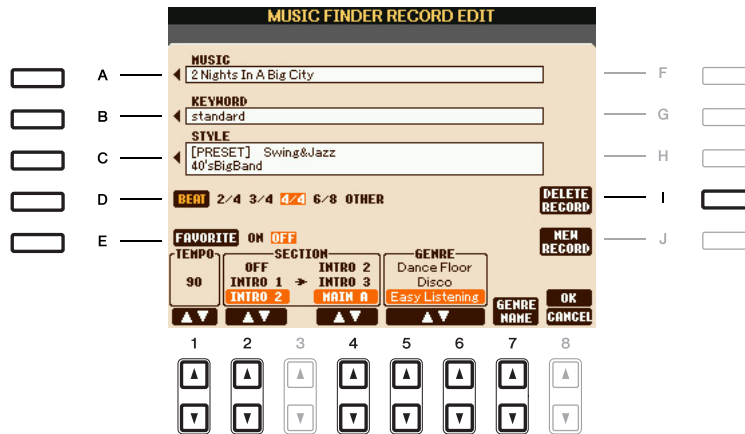 MUSIC FINDER RECORD EDIT
MUSIC
A 2 Nights In A Big City F
KEYWORD
B standard G
STYLE
C [PRESET] Swing&Jazz H
40'sBigBand
D BEAT 2/4 3/4 4/4 6/8 OTHER DELETE RECORD I
E FAVORITE ON OFF NEW RECORD J
TEMPO SECTION GENRE
OFF INTRO 2 Dance Floor
90 INTRO 1 INTRO 3 Disco
INTRO 2 MAIN A Easy Listening GENRE NAME OK CANCEL
1 2 3 4 5 6 7 8